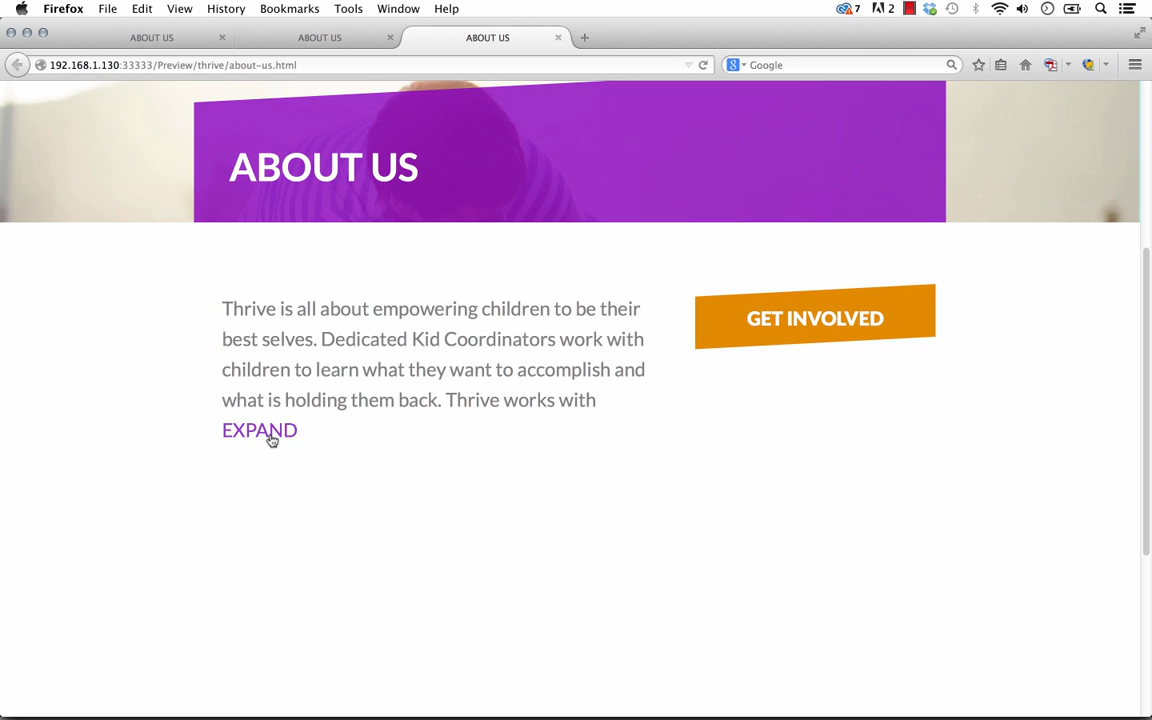 Firefox File Edit View History Bookmarks Tools Window Help 7 2
ABOUT US ABOUT US ABOUT US
192.168.1.130:33333/Preview/thrive/about-us.html Google
ABOUT US
Thrive is all about empowering children to be their
best selves. Dedicated Kid Coordinators work with
children to learn what they want to accomplish and
what is holding them back. Thrive works with
EXPAND
GET INVOLVED